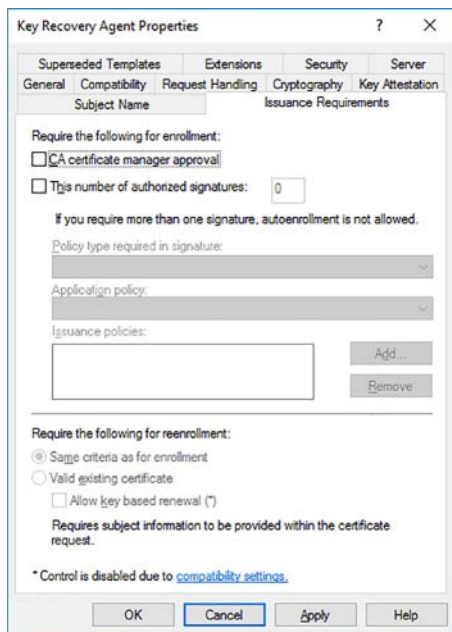 Key Recovery Agent Properties ? ×
Superseded Templates Extensions Security Server
General Compatibility Request Handling Cryptography Key Attestation
Subject Name Issuance Requirements
Require the following for enrollment:
CA certificate manager approval
This number of authorized signatures: 0
If you require more than one signature, autoenrollment is not allowed.
Policy type required in signature:
Application policy:
Issuance policies:
Add...
Remove
Require the following for reenrollment:
Same criteria as for enrollment
Valid existing certificate
Allow key based renewal (*)
Requires subject information to be provided within the certificate
request.
* Control is disabled due to compatibility settings.
OK Cancel Apply Help